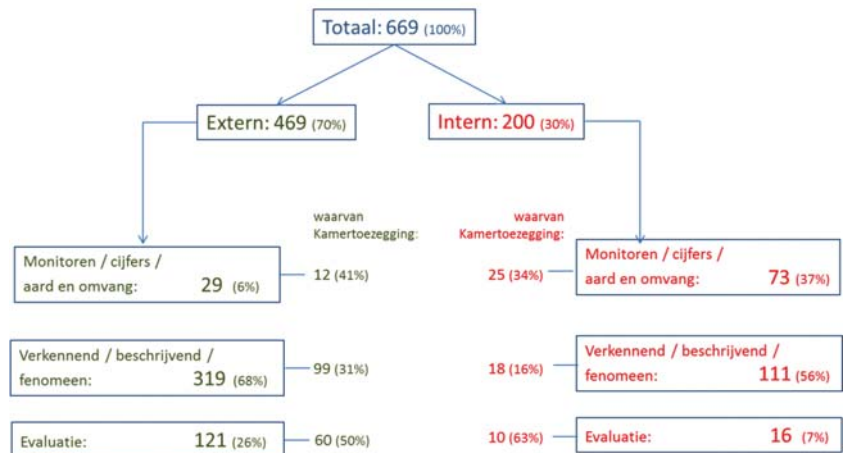 Totaal: 669 (100%)
Extern: 469 (70%)
Intern: 200 (30%)
waarvan
Kamertoezegging:
waarvan
Kamertoezegging:
Monitoren / cijfers /
aard en omvang: 29 (6%)
12 (41%)
25 (34%)
Monitoren / cijfers /
aard en omvang: 73 (37%)
Verkennend / beschrijvend /
fenomeen: 319 (68%)
99 (31%)
18 (16%)
Verkennend / beschrijvend /
fenomeen: 111 (56%)
Evaluatie: 121 (26%)
60 (50%)
10 (63%)
Evaluatie: 16 (7%)